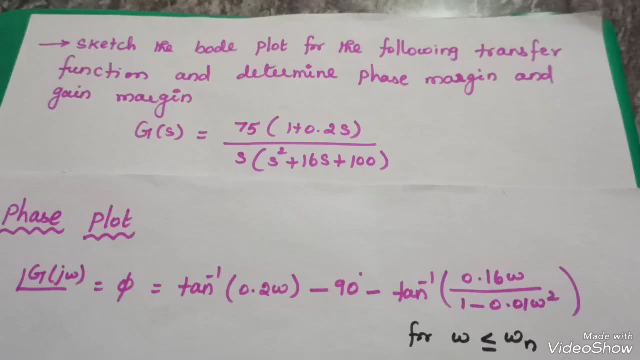 → sketch the bode plot for the following transfer
function and determine phase margin and
gain margin
G(s) = 75(1+0.2s) / s(s²+16s+100)
Phase Plot
∠G(jω) = ϕ = tan⁻¹(0.2ω) − 90° − tan⁻¹(0.16ω / 1−0.01ω²)
for ω ≤ ωn
Made with
VideoShow